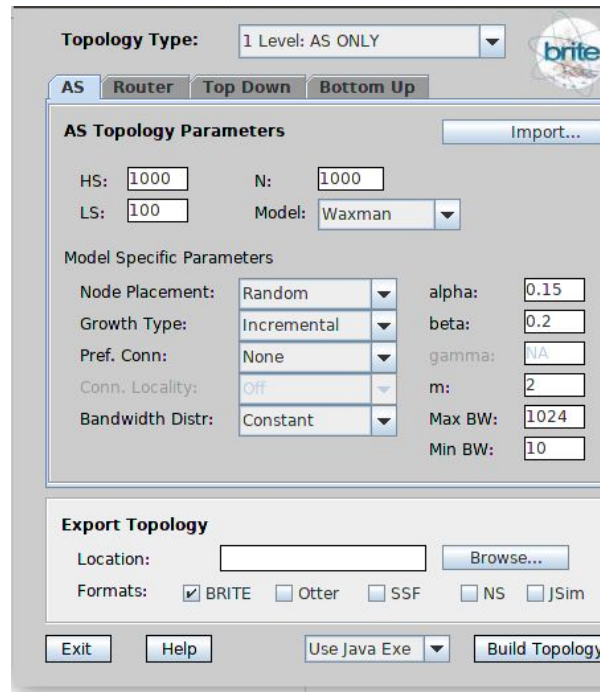 Topology Type: 1 Level: AS ONLY
brite
AS Router Top Down Bottom Up
AS Topology Parameters Import...
HS: 1000 N: 1000
LS: 100 Model: Waxman
Model Specific Parameters
Node Placement: Random alpha: 0.15
Growth Type: Incremental beta: 0.2
Pref. Conn: None gamma: NA
Conn. Locality: Off m: 2
Bandwidth Distr: Constant Max BW: 1024
Min BW: 10
Export Topology
Location: Browse...
Formats: BRITE Otter SSF NS JSim
Exit Help Use Java Exe Build Topology